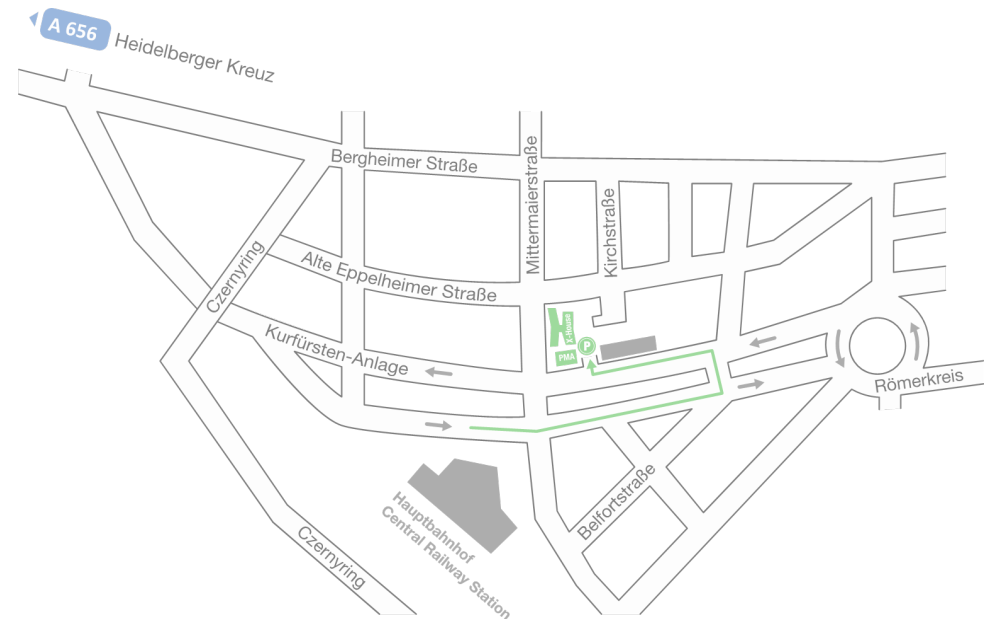 A 656
Heidelberger Kreuz
Bergheimer Straße
Mittermaierstraße
Kirchstraße
Czernyring
Alte Eppelheimer Straße
X-House
P
PMA
Kurfürsten-Anlage
Römerkreis
Belfortstraße
Hauptbahnhof
Central Railway Station
Czernyring